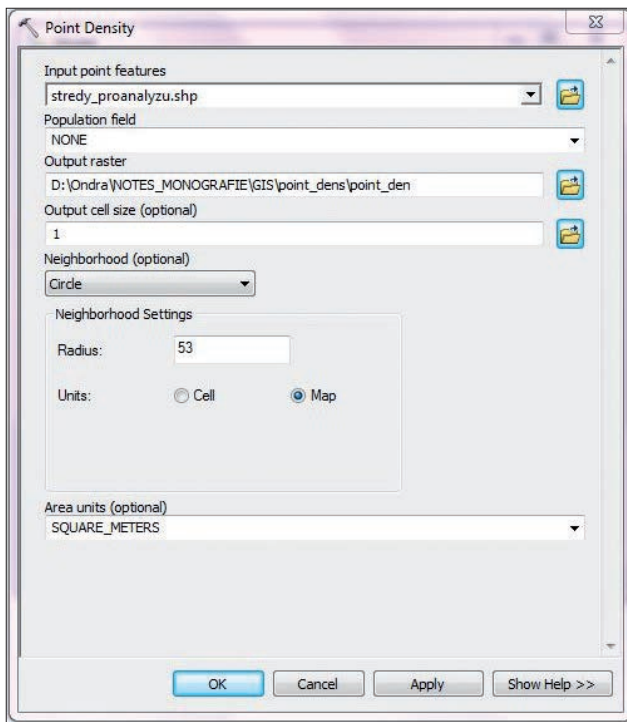 Point Density
Input point features
stredy_proanalyzu.shp
Population field
NONE
Output raster
D:\Ondra\NOTES_MONOGRAFIE\GIS\point_dens\point_den
Output cell size (optional)
1
Neighborhood (optional)
Circle
Neighborhood Settings
Radius: 53
Units: Cell Map
Area units (optional)
SQUARE_METERS
OK Cancel Apply Show Help >>